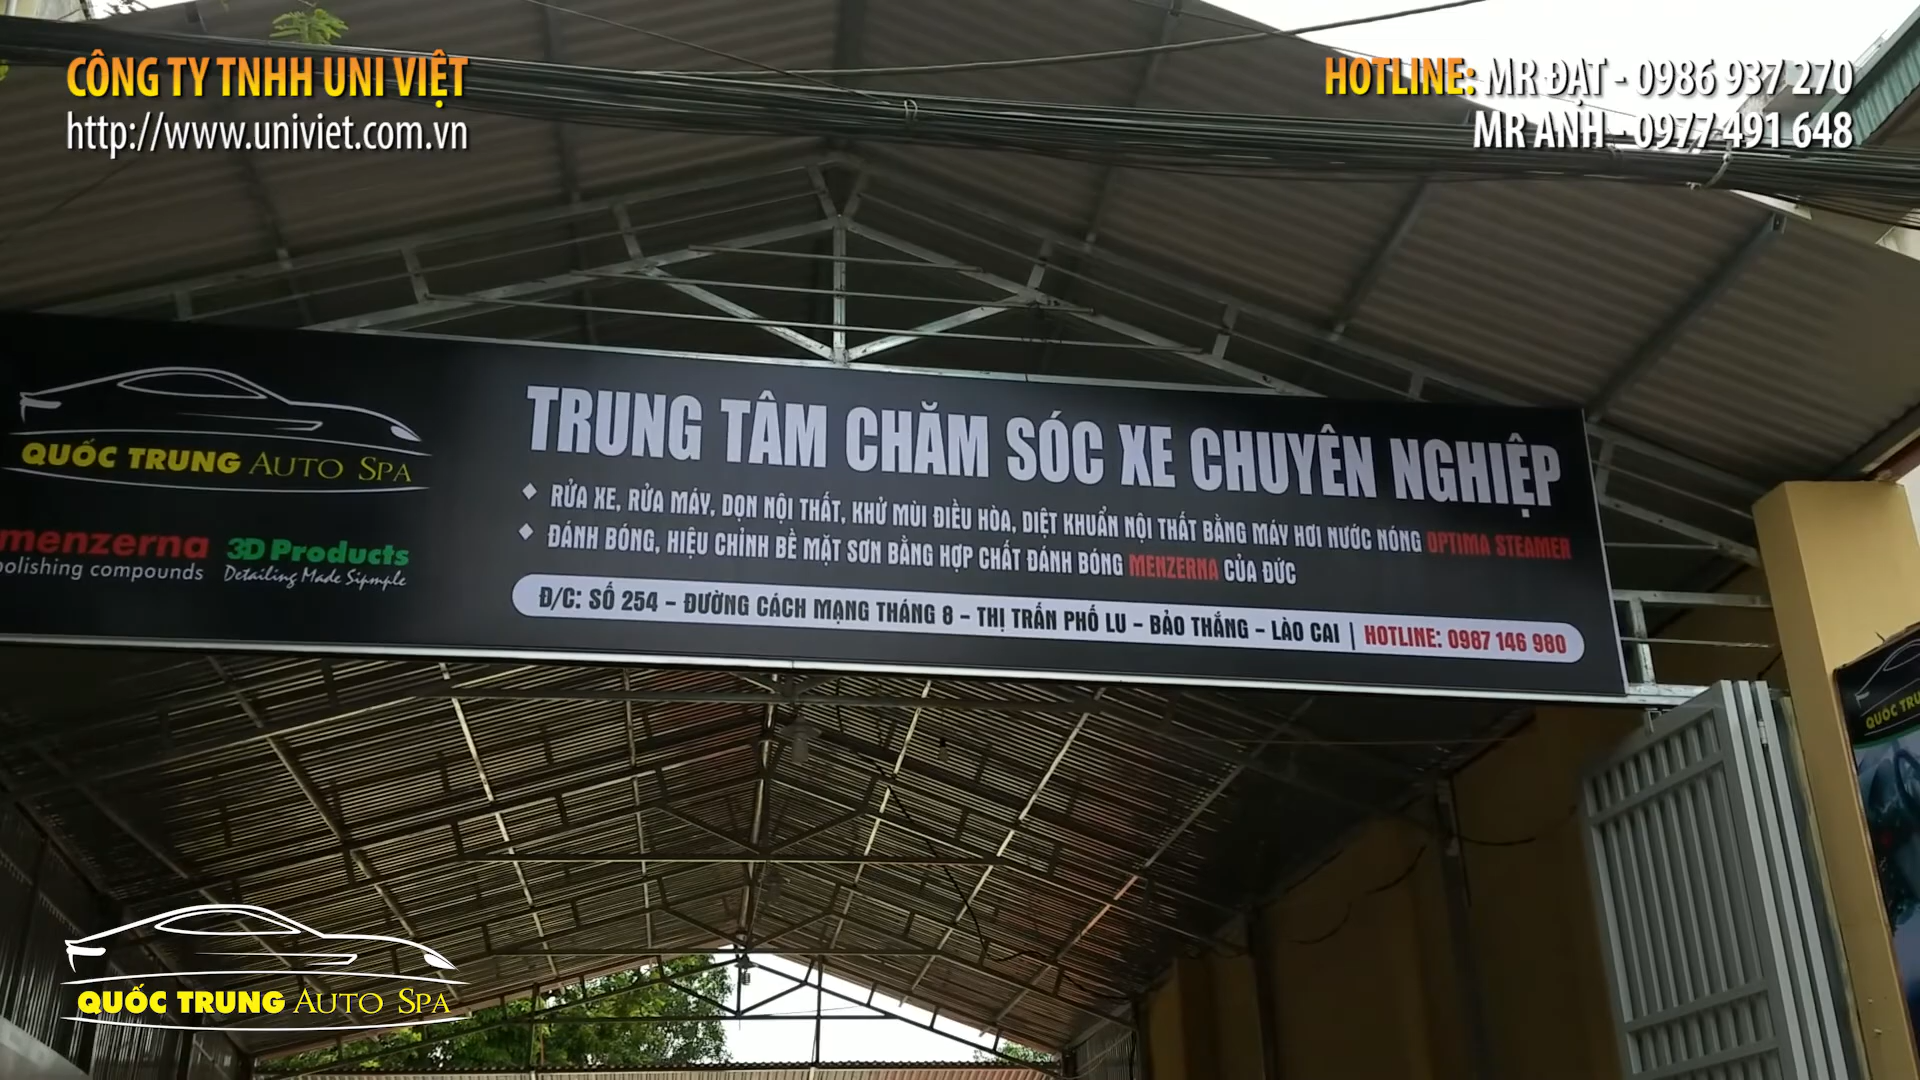 CÔNG TY TNHH UNI VIỆT
http://www.univiet.com.vn
HOTLINE: MR ĐẠT - 0986 937 270
MR ANH - 0977 491 648
QUỐC TRUNG AUTO SPA
menzerna
polishing compounds
3D Products
Detailing Made Sipmple
TRUNG TÂM CHĂM SÓC XE CHUYÊN NGHIỆP
RỬA XE, RỬA MÁY, DỌN NỘI THẤT, KHỬ MÙI ĐIỀU HÒA, DIỆT KHUẨN NỘI THẤT BẰNG MÁY HƠI NƯỚC NÓNG OPTIMA STEAMER
ĐÁNH BÓNG, HIỆU CHỈNH BỀ MẶT SƠN BẰNG HỢP CHẤT ĐÁNH BÓNG MENZERNA CỦA ĐỨC
Đ/C: SỐ 254 - ĐƯỜNG CÁCH MẠNG THÁNG 8 - THỊ TRẤN PHỐ LU - BẢO THẮNG - LÀO CAI | HOTLINE: 0987 146 980
QUỐC TRU
QUỐC TRUNG AUTO SPA